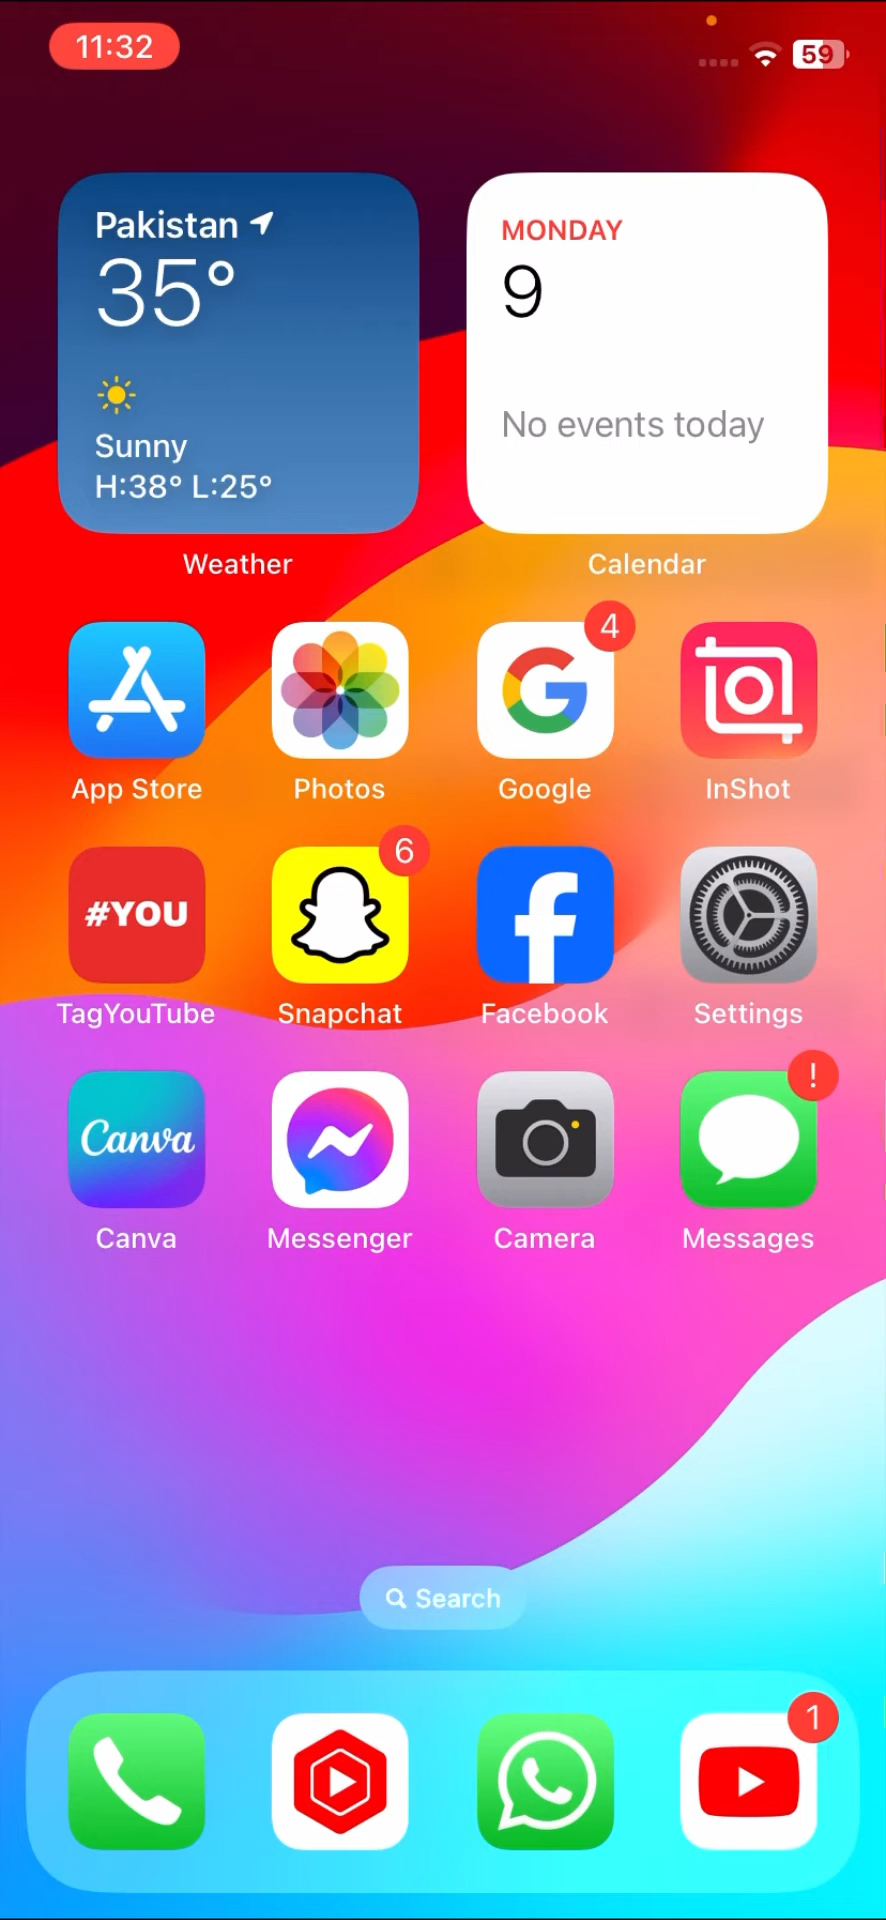 11:32
59
Pakistan
35°
Sunny
H:38° L:25°
Weather
MONDAY
9
No events today
Calendar
4
App Store
Photos
Google
InShot
#YOU
6
TagYouTube
Snapchat
Facebook
Settings
Canva
!
Canva
Messenger
Camera
Messages
Search
1